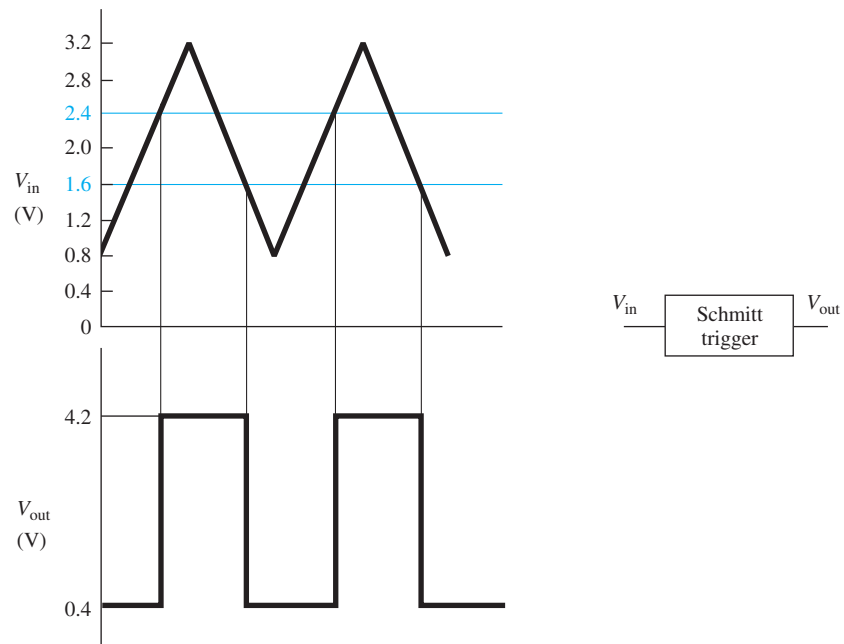 3.2
2.8
2.4
2.0
V_in
1.6
(V)
1.2
0.8
0.4
0
V_in
Schmitt
trigger
V_out
4.2
V_out
(V)
0.4